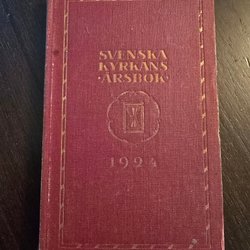 SVENSKA
KYRKANS
·ÅRSBOK·
1924